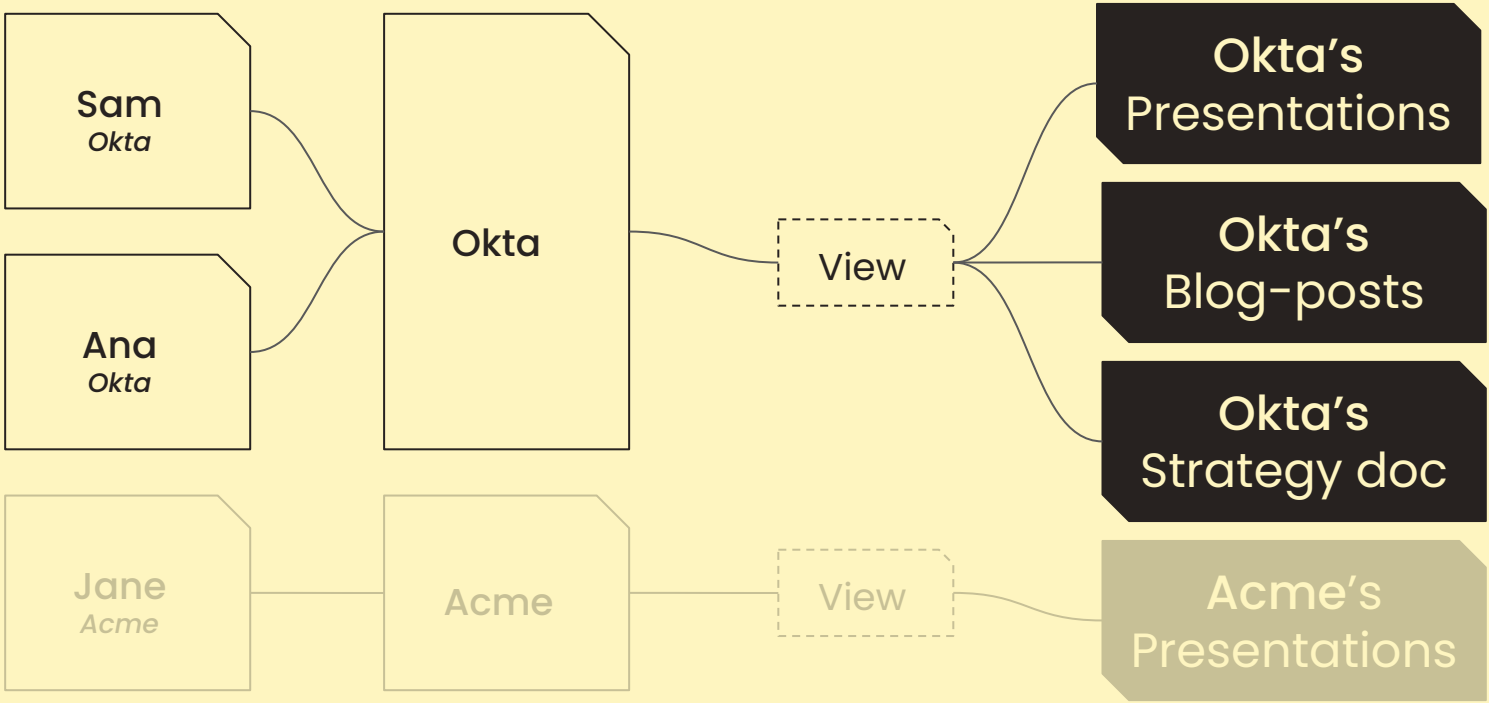 Sam
Okta
Ana
Okta
Okta
View
Okta’s
Presentations
Okta’s
Blog-posts
Okta’s
Strategy doc
Jane
Acme
Acme
View
Acme’s
Presentations